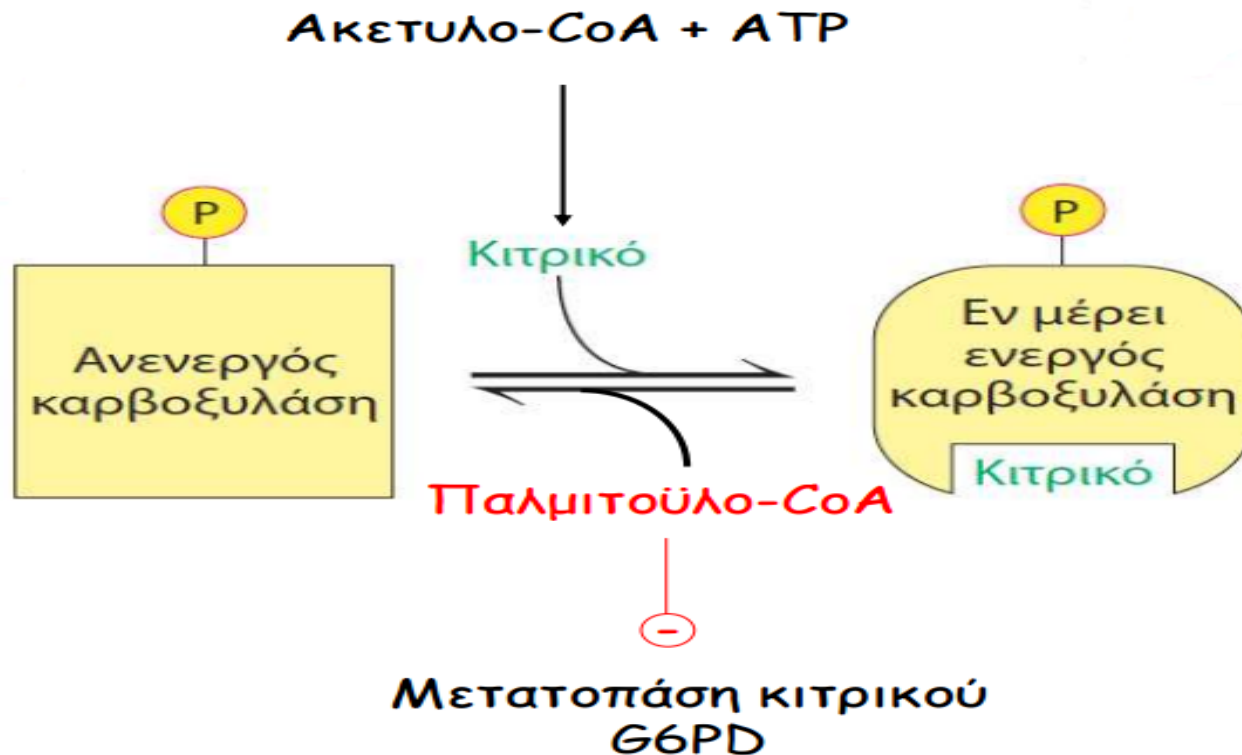 Ακετυλο-CoA + ATP
P
P
Κιτρικό
Ανενεργός
καρβοξυλάση
Εν μέρει
ενεργός
καρβοξυλάση
Κιτρικό
Παλμιτοϋλο-CoA
-
Μετατοπάση κιτρικού
G6PD